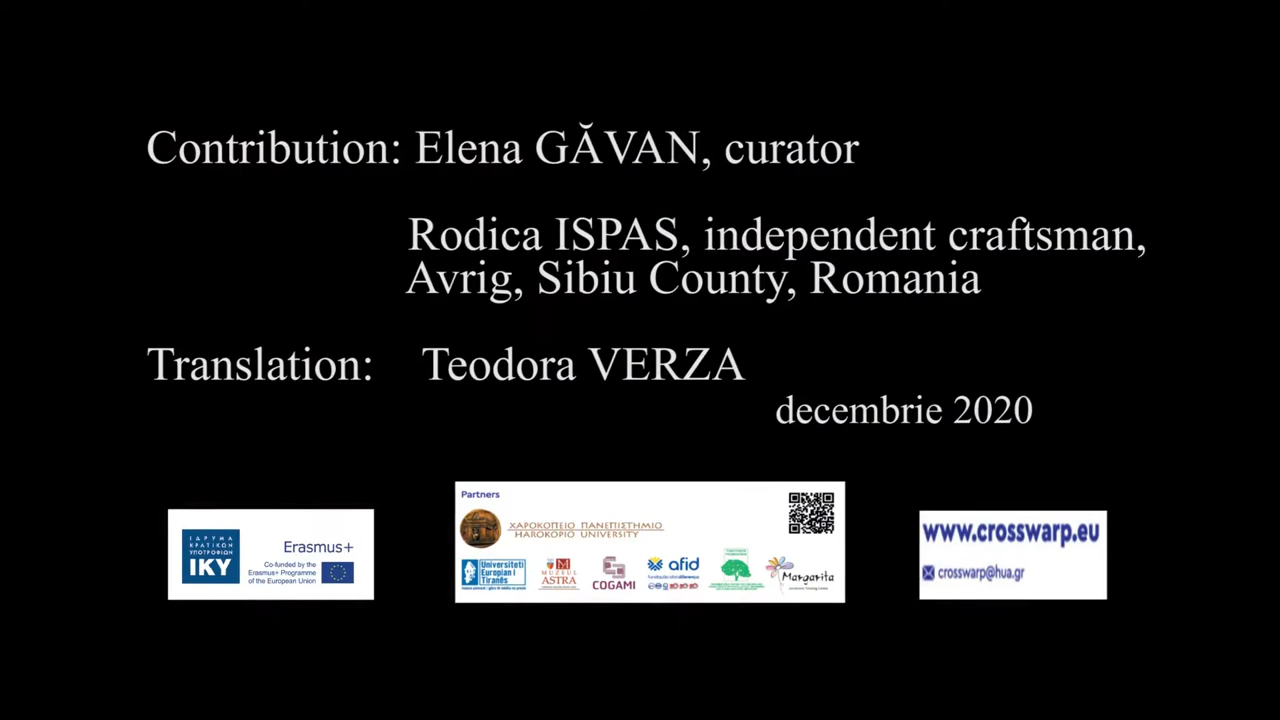 Contribution: Elena GĂVAN, curator
Rodica ISPAS, independent craftsman,
Avrig, Sibiu County, Romania
Translation: Teodora VERZA
decembrie 2020
ΙΔΡΥΜΑ
ΚΡΑΤΙΚΩΝ
ΥΠΟΤΡΟΦΙΩΝ
IKY
Erasmus+
Co-funded by the
Erasmus+ Programme
of the European Union
Partners
ΧΑΡΟΚΟΠΕΙΟ ΠΑΝΕΠΙΣΤΗΜΙΟ
HAROKOPIO UNIVERSITY
Universiteti
Europian i
Tiranës
MUZEUL
ASTRA
COGAMI
afid
Margarita
www.crosswarp.eu
crosswarp@hua.gr